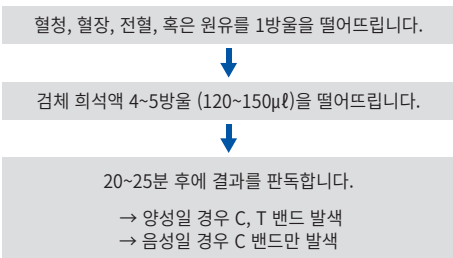 혈청, 혈장, 전혈, 혹은 원유를 1방울을 떨어뜨립니다.
검체 희석액 4~5방울 (120~150μℓ)을 떨어뜨립니다.
20~25분 후에 결과를 판독합니다.
→ 양성일 경우 C, T 밴드 발색
→ 음성일 경우 C 밴드만 발색